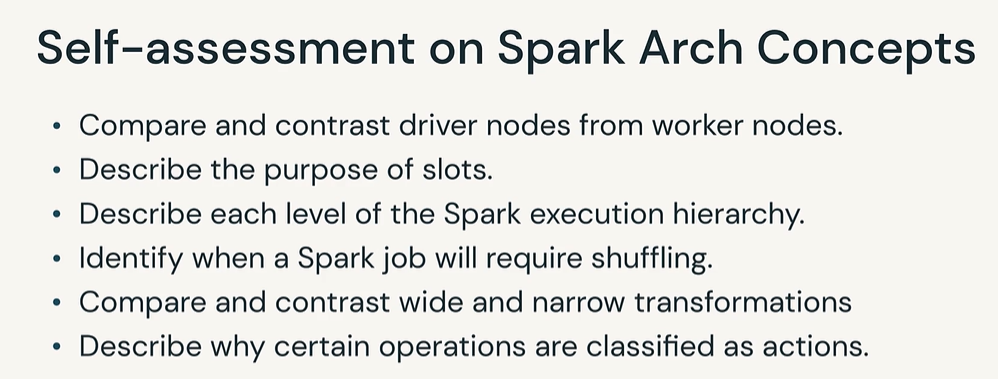 Self-assessment on Spark Arch Concepts
• Compare and contrast driver nodes from worker nodes.
• Describe the purpose of slots.
• Describe each level of the Spark execution hierarchy.
• Identify when a Spark job will require shuffling.
• Compare and contrast wide and narrow transformations
• Describe why certain operations are classified as actions.